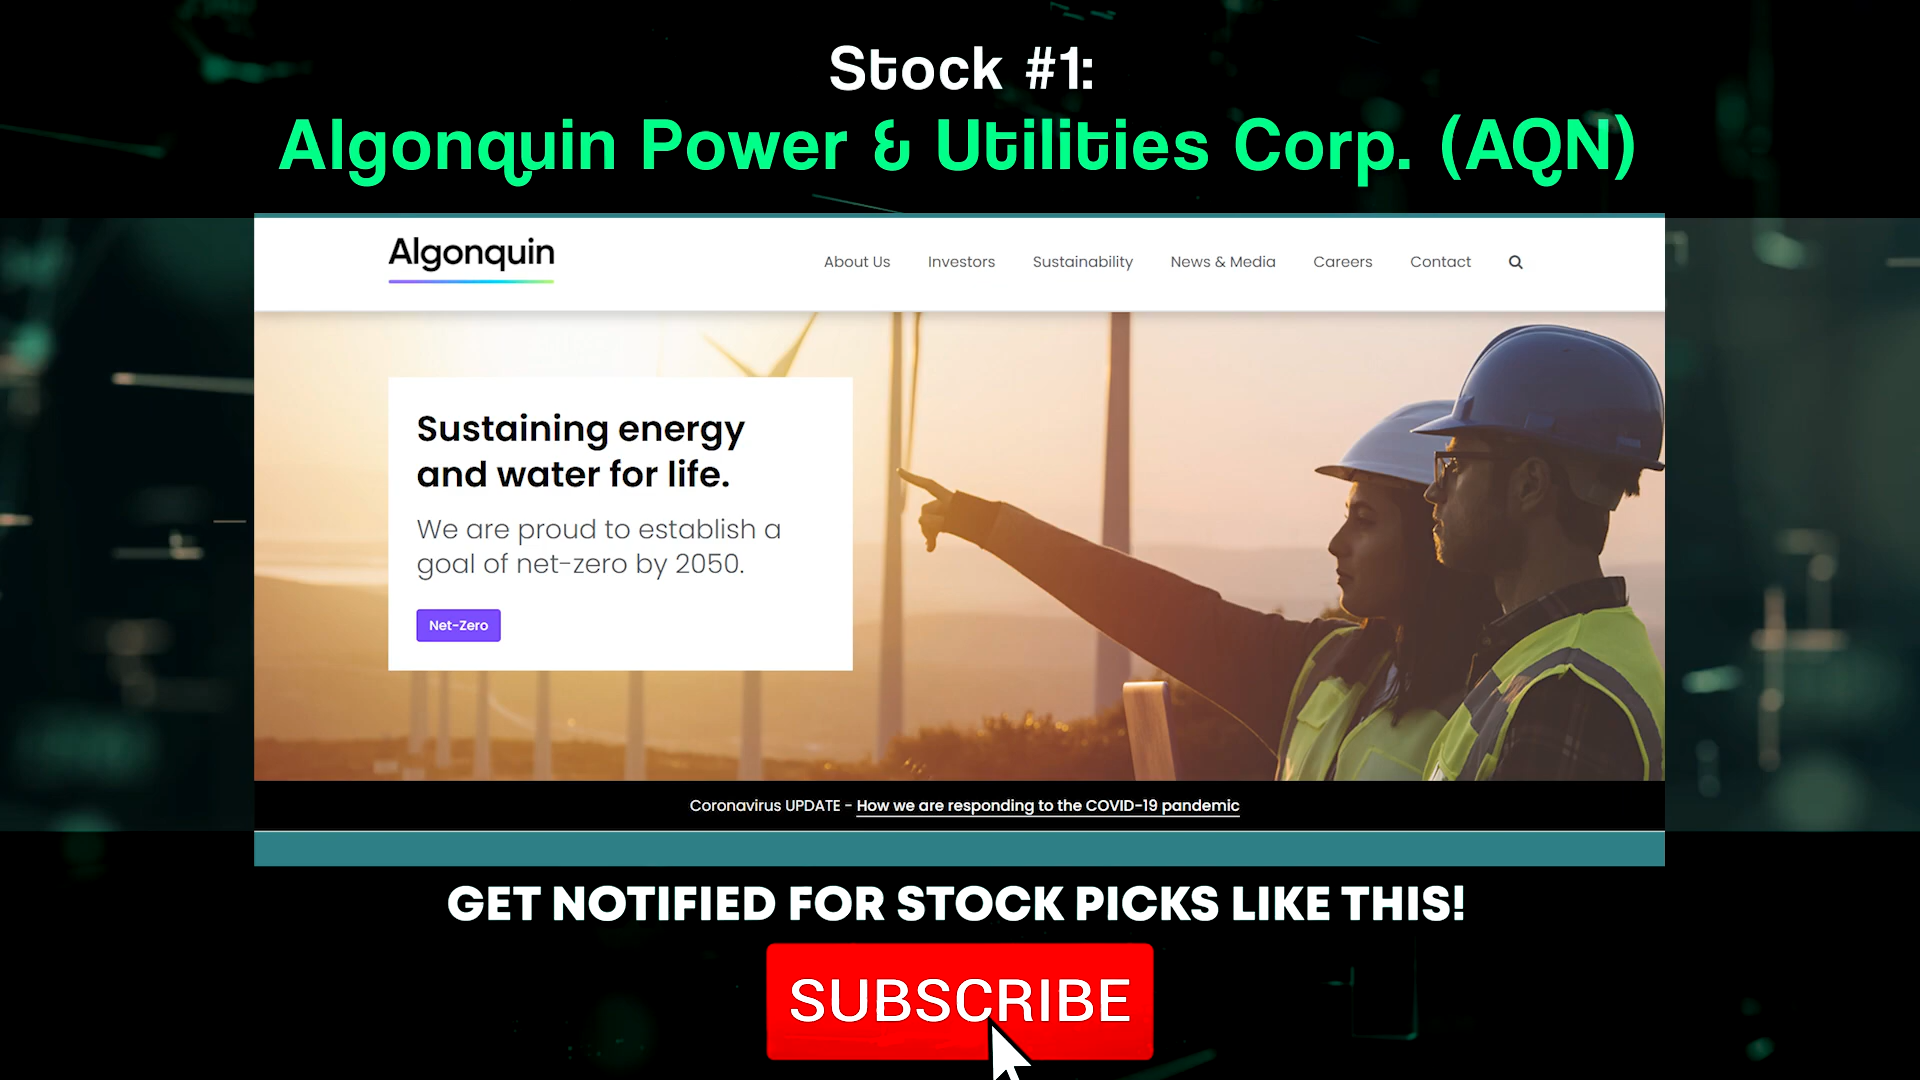 Stock #1:
Algonquin Power & Utilities Corp. (AQN)
Algonquin
About Us Investors Sustainability News & Media Careers Contact
Sustaining energy
and water for life.
We are proud to establish a
goal of net-zero by 2050.
Net-Zero
Coronavirus UPDATE - How we are responding to the COVID-19 pandemic
GET NOTIFIED FOR STOCK PICKS LIKE THIS!
SUBSCRIBE